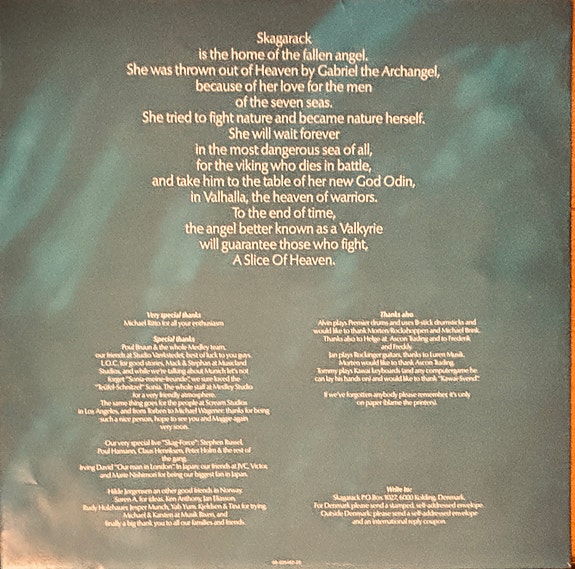 Skagarack
is the home of the fallen angel.
She was thrown out of Heaven by Gabriel the Archangel,
because of her love for the men
of the seven seas.
She tried to fight nature and became nature herself.
She will wait forever
in the most dangerous sea of all,
for the viking who dies in battle,
and take him to the table of her new God Odin,
in Valhalla, the heaven of warriors.
To the end of time,
the angel better known as a Valkyrie
will guarantee those who fight,
A Slice Of Heaven.
Very special thanks
Michael Ritto for all your enthusiasm
Special thanks
Poul Bruun & the whole Medley team,
our friends at Studio Vanløsedet, best of luck to you guys.
L.O.C. for good stories, Mack & Stephan at Musicland
Studios, and while we're talking about Munich let's not
forget "Sonia-meine-freunde", we sure loved the
"Trüfel-Schnitzel" Sonia. The whole staff at Medley Studio
for a very friendly atmosphere.
The same thing goes for the people at Scream Studios
in Los Angeles, and from Torben to Michael Wagener: thanks for being
such a nice person, hope to see you and Maggie again
very soon.
Our very special live "Skag-Force": Stephen Russel,
Poul Hamann, Claus Henriksen, Peter Holm & the rest of
the gang.
Irving David "Our man in London" In Japan: our friends at JVC, Victor,
and Marie Nishimori for being our biggest fan in Japan.
Hilde Jørgensen an other good friends in Norway.
Søren A. for ideas, Ken Anthony, Jan Eliasson,
Rudy Holzhauer, Jesper Munch, Yah Yum, Kjeldsen & Tina for trying.
Michael & Karsten at Musik Bixen, and
finally a big thank you to all our families and friends.
Thanks also
Alvin plays Premier drums and uses B-stick drumsticks and
would like to thank Morten/Rockshoppen and Michael Brink.
Thanks also to Helge at Ascon Trading and to Frederik
and Freddy.
Jan plays Rockinger guitars, thanks to Euren Musik.
Morten would like to thank Ascon Trading.
Tommy plays Kawai keyboards (and any computergame he
can lay his hands on) and would like to thank "Kawai-Svend".
If we've forgotten anybody please remember, it's only
on paper (blame the printers).
Write to:
Skagarack P.O. Box 1027, 6000 Kolding, Denmark.
For Denmark please send a stamped, self-addressed envelope
Outside Denmark: please send a self-addressed envelope
and an international reply coupon.